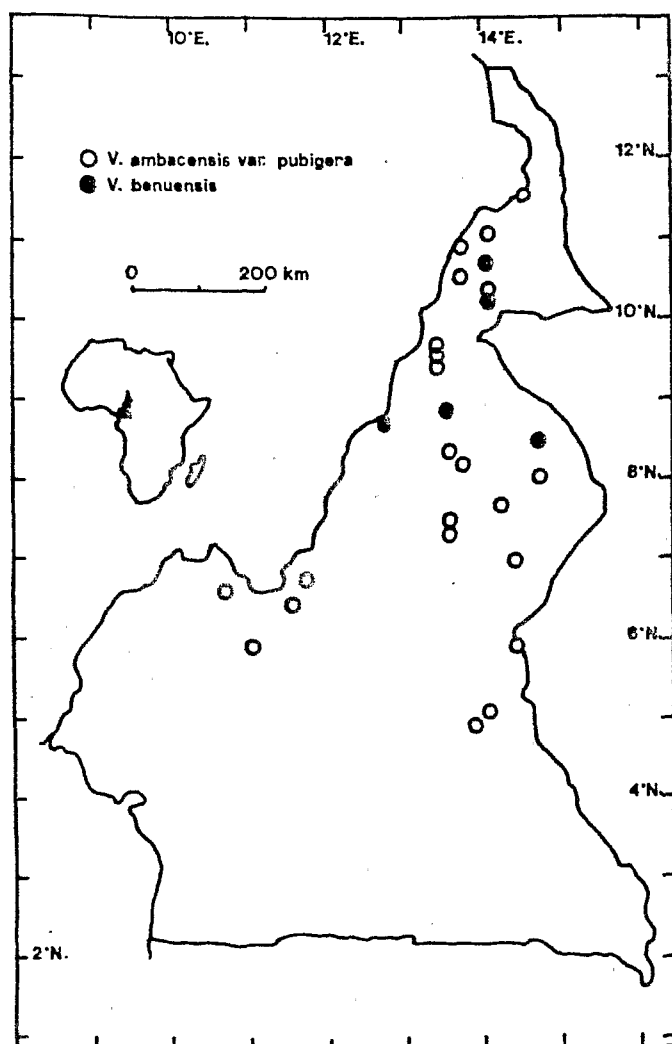 10°E. 12°E. 14°E.
12°N.
○ V. ambacensis var. pubigera
● V. benuensis
0 200 km
10°N.
8°N.
6°N.
4°N.
2°N.